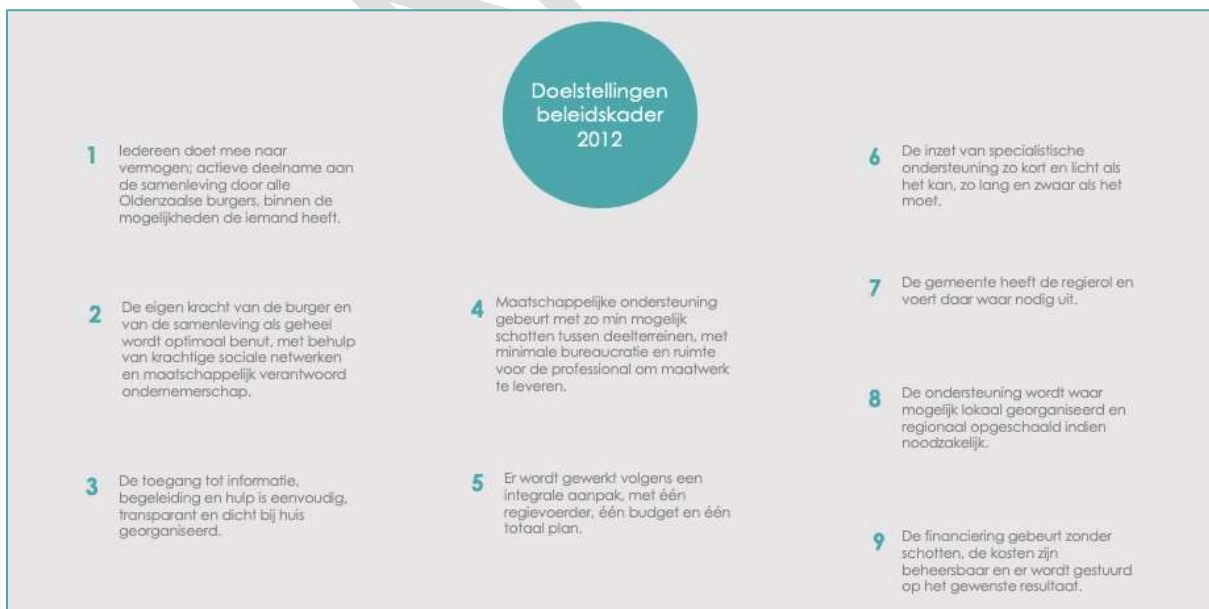 Doelstellingen
beleidskader
2012
1 Iedereen doet mee naar
vermogen; actieve deelname aan
de samenleving door alle
Oldenzaalse burgers, binnen de
mogelijkheden de iemand heeft.
2 De eigen kracht van de burger en
van de samenleving als geheel
wordt optimaal benut, met behulp
van krachtige sociale netwerken
en maatschappelijk verantwoord
ondernemerschap.
3 De toegang tot informatie,
begeleiding en hulp is eenvoudig,
transparant en dicht bij huis
georganiseerd.
4 Maatschappelijke ondersteuning
gebeurt met zo min mogelijk
schotten tussen deelterreinen, met
minimale bureaucratie en ruimte
voor de professional om maatwerk
te leveren.
5 Er wordt gewerkt volgens een
integrale aanpak, met één
regievoerder, één budget en één
totaal plan.
6 De inzet van specialistische
ondersteuning zo kort en licht als
het kan, zo lang en zwaar als het
moet.
7 De gemeente heeft de regierol en
voert daar waar nodig uit.
8 De ondersteuning wordt waar
mogelijk lokaal georganiseerd en
regionaal opgeschaald indien
noodzakelijk.
9 De financiering gebeurt zonder
schotten, de kosten zijn
beheersbaar en er wordt gestuurd
op het gewenste resultaat.